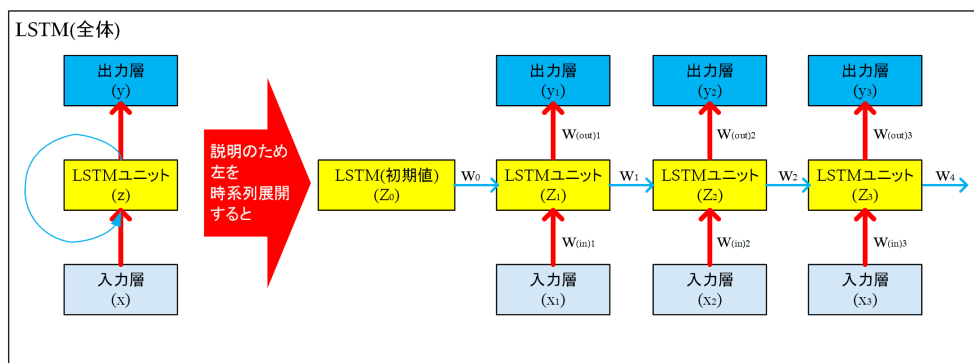 LSTM(全体)
出力層
(y)
LSTMユニット
(z)
入力層
(x)
説明のため
左を
時系列展開
すると
LSTM(初期値)
(Z₀)
W₀
出力層
(y₁)
W(out)1
LSTMユニット
(Z₁)
W(in)1
入力層
(x₁)
W₁
出力層
(y₂)
W(out)2
LSTMユニット
(Z₂)
W(in)2
入力層
(x₂)
W₂
出力層
(y₃)
W(out)3
LSTMユニット
(Z₃)
W(in)3
入力層
(x₃)
W₄